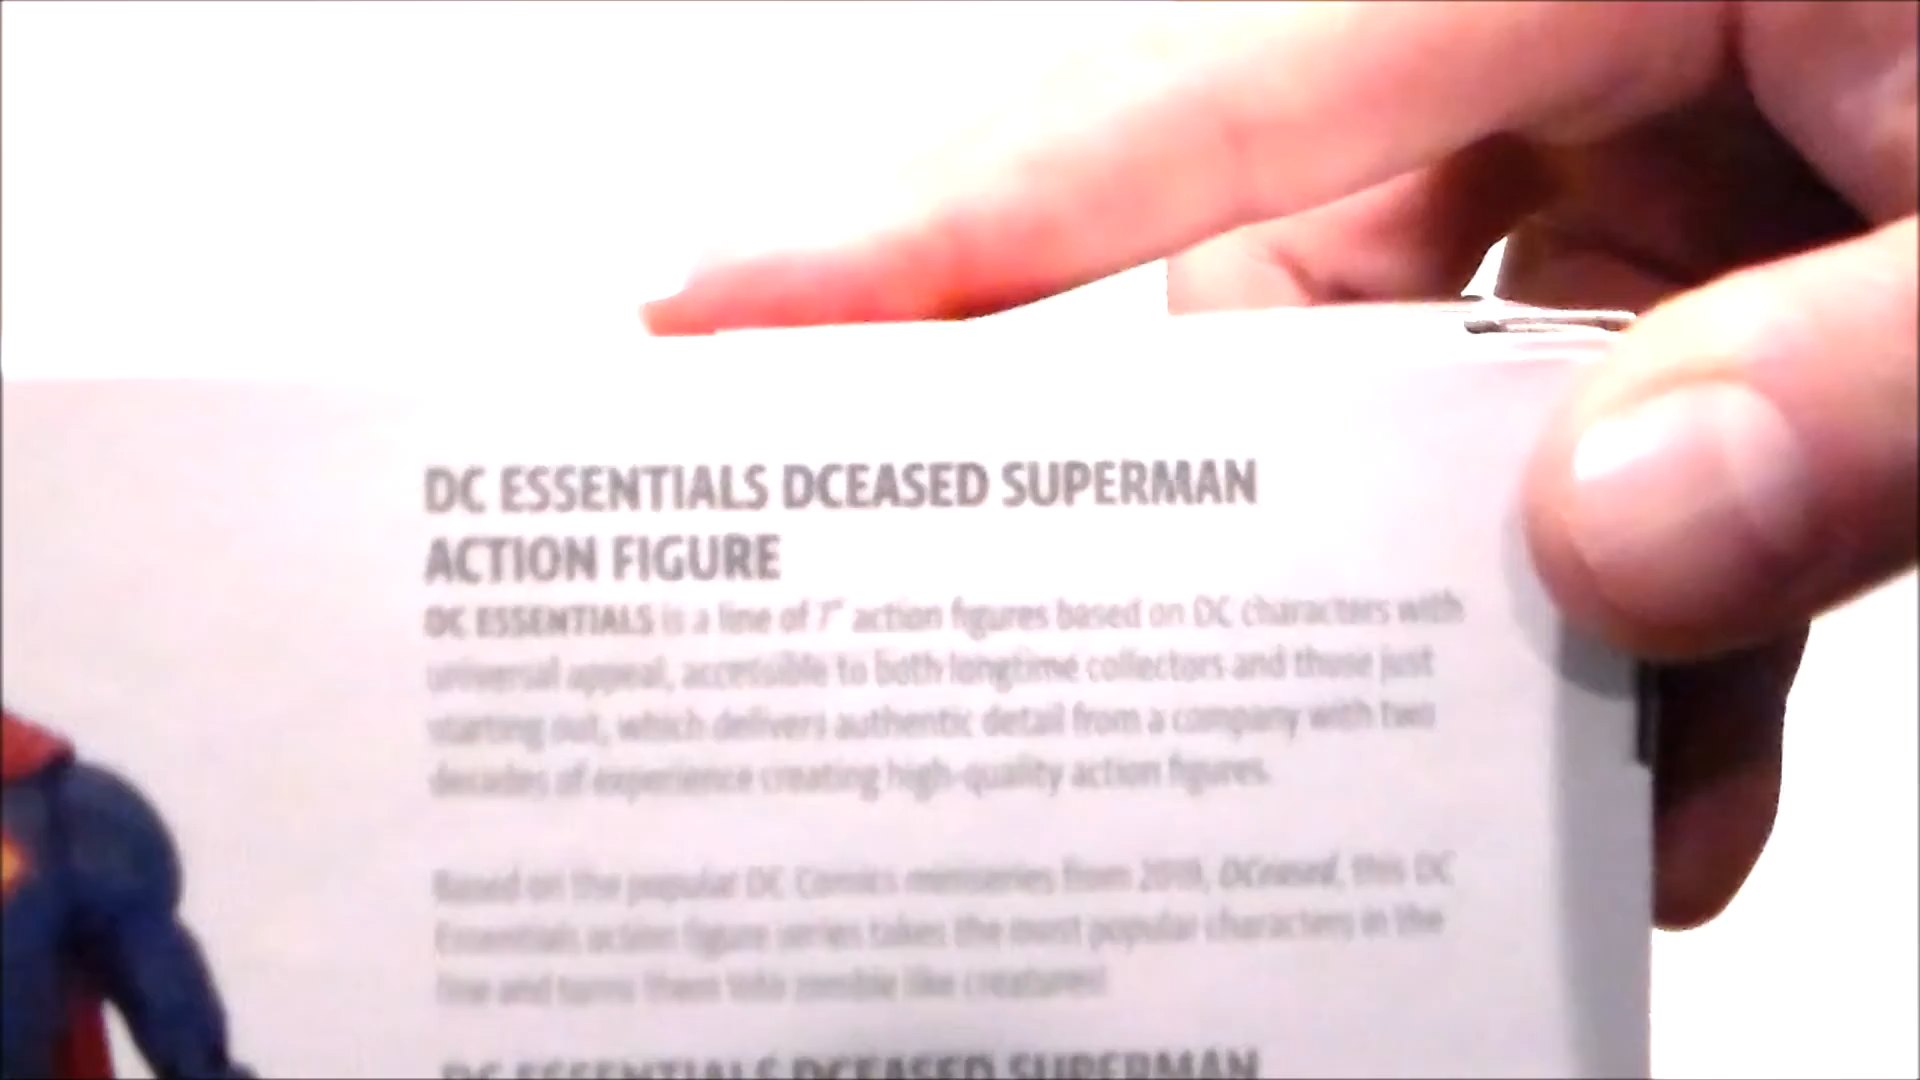 DC ESSENTIALS DCEASED SUPERMAN
ACTION FIGURE
DC ESSENTIALS is a line of 7" action figures based on DC characters with
universal appeal, accessible to both longtime collectors and those just
starting out, which delivers authentic detail from a company with two
decades of experience creating high-quality action figures.
Based on the popular DC Comics miniseries from 2019, DCeased, this DC
Essentials action figure series takes the most popular characters in the
line and turns them into zombie like creatures!
DC ESSENTIALS DCEASED SUPERMAN